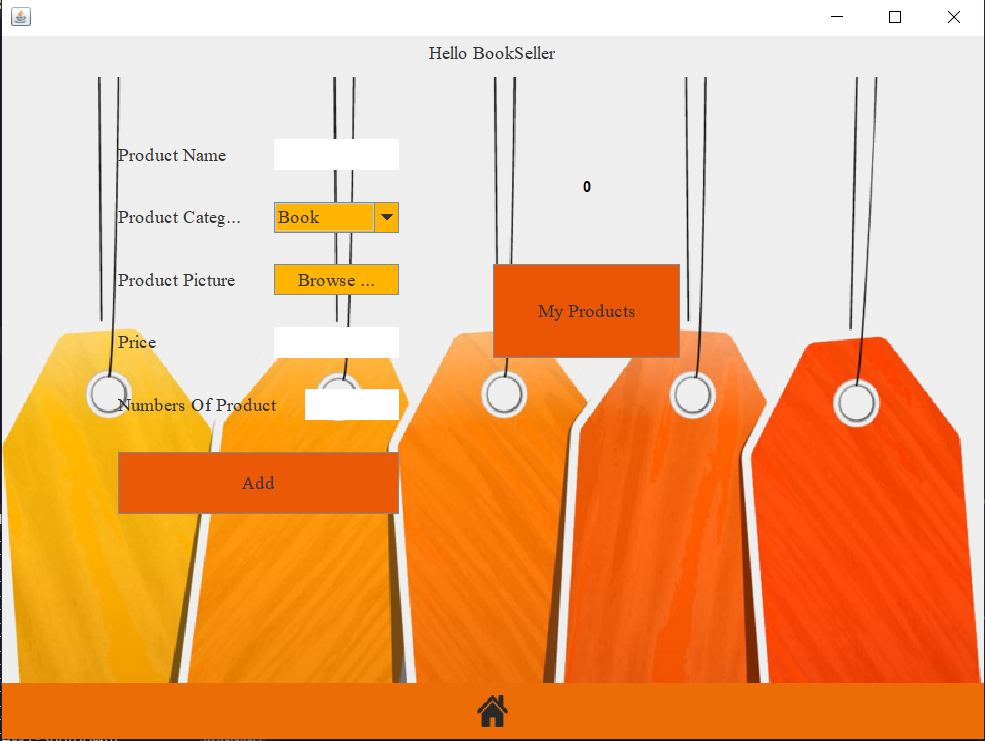 Hello BookSeller
Product Name
0
Product Categ...
Book
Product Picture
Browse ...
My Products
Price
Numbers Of Product
Add